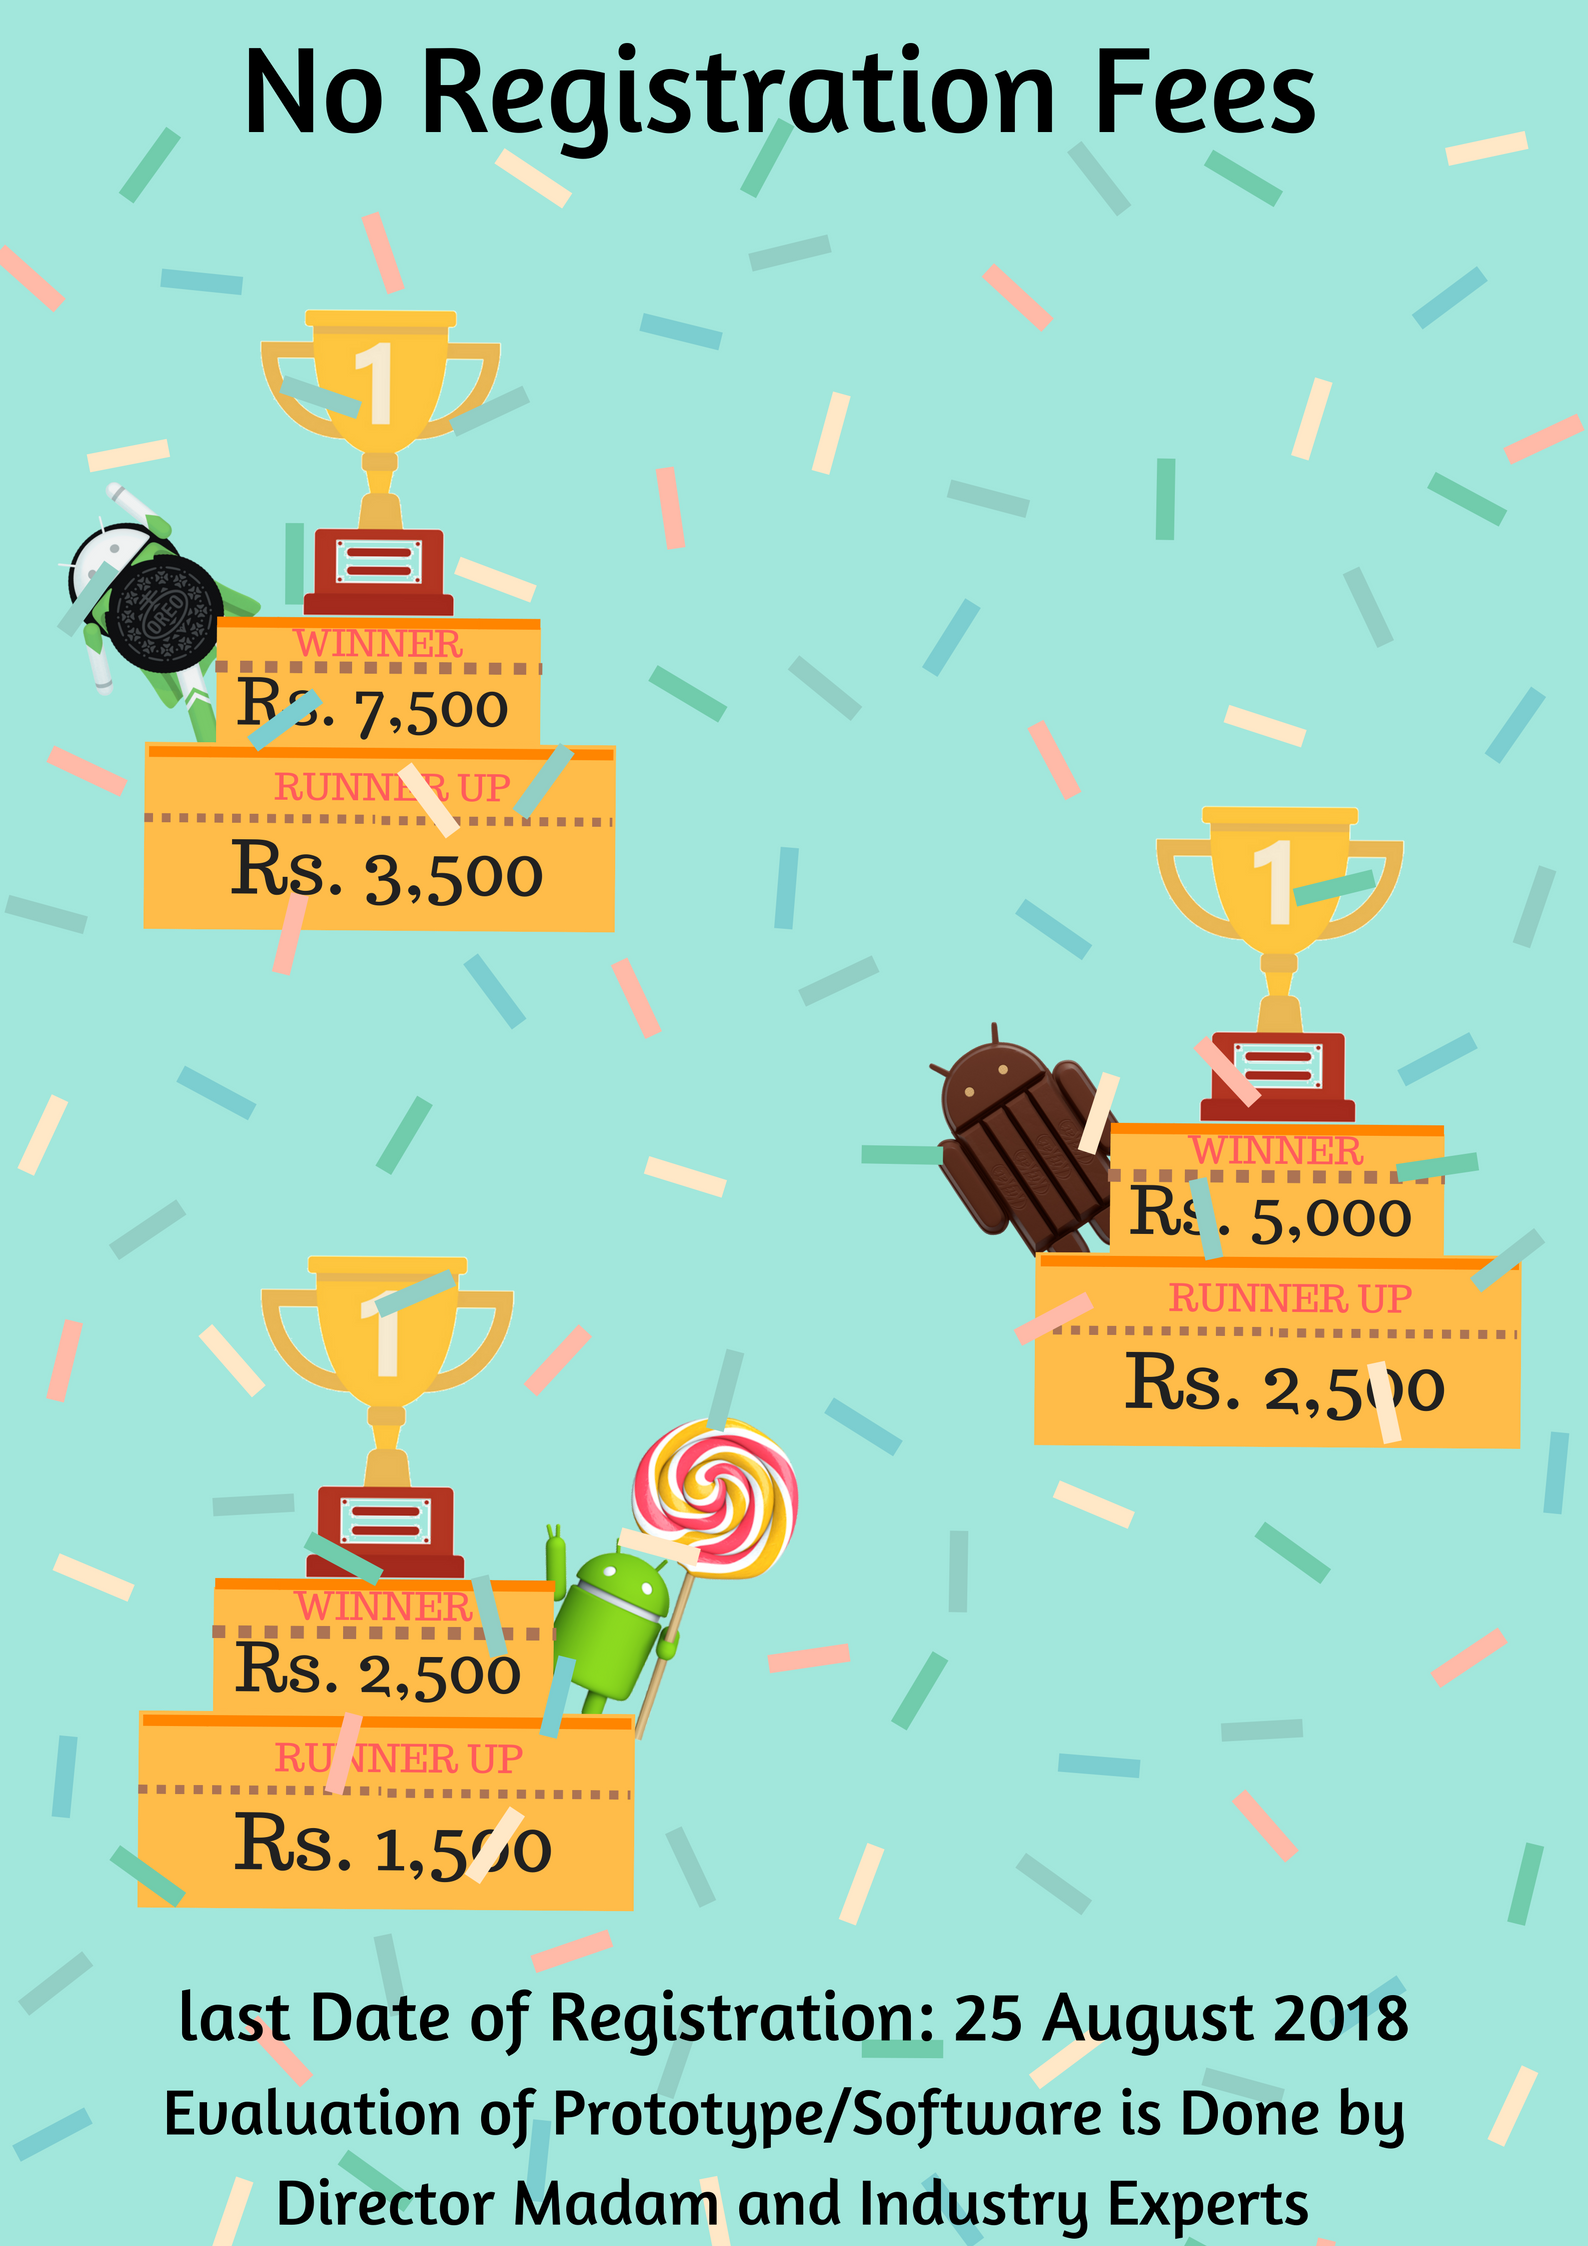 No Registration Fees
1
OREO
WINNER
Rs. 7,500
RUNNER UP
Rs. 3,500
1
WINNER
Rs. 5,000
RUNNER UP
Rs. 2,500
1
WINNER
Rs. 2,500
RUNNER UP
Rs. 1,500
last Date of Registration: 25 August 2018
Evaluation of Prototype/Software is Done by
Director Madam and Industry Experts